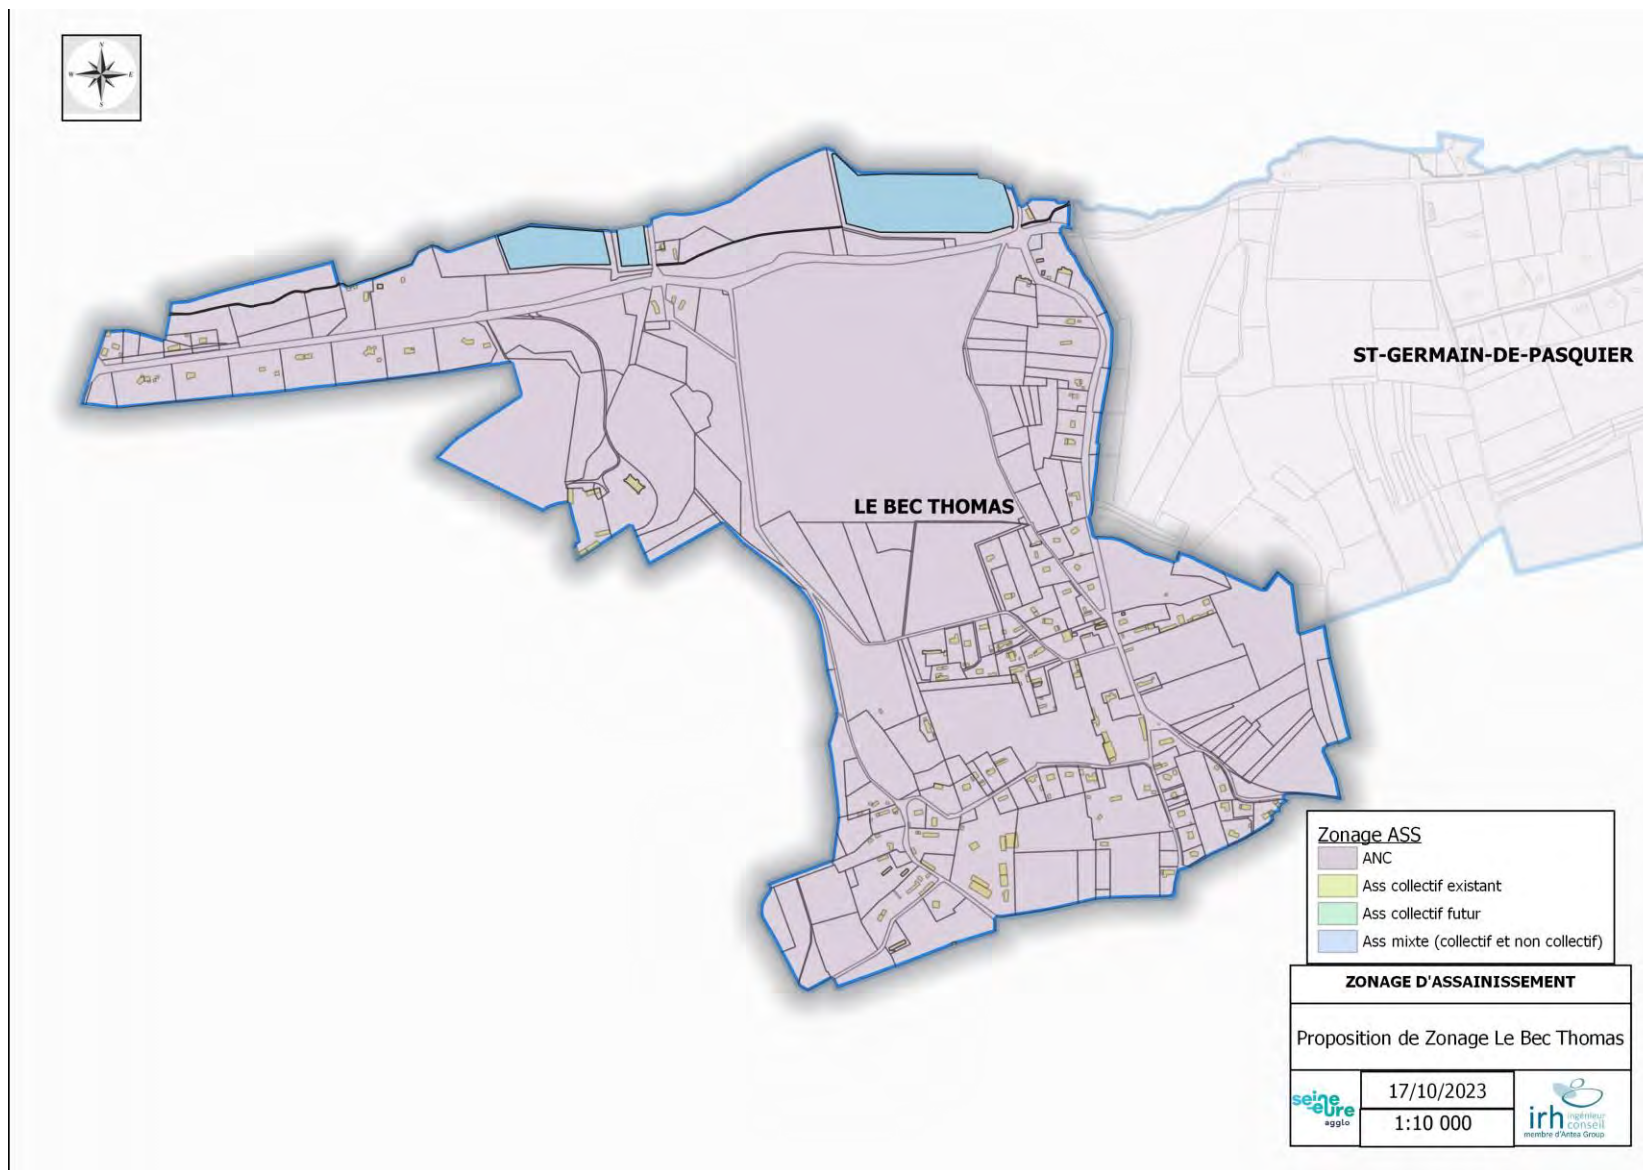 N
W
E
S
ST-GERMAIN-DE-PASQUIER
LE BEC THOMAS
Zonage ASS
ANC
Ass collectif existant
Ass collectif futur
Ass mixte (collectif et non collectif)
ZONAGE D'ASSAINISSEMENT
Proposition de Zonage Le Bec Thomas
seine
eure
agglo
17/10/2023
1:10 000
irh ingénieur
conseil
membre d'Antea Group